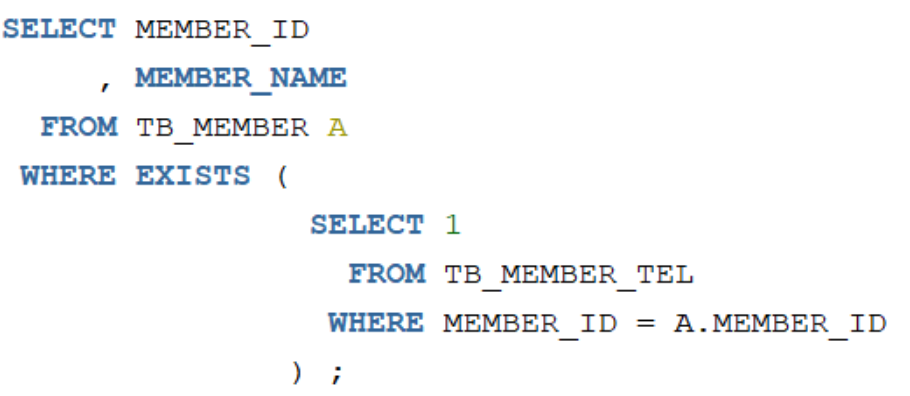 SELECT MEMBER_ID
, MEMBER_NAME
FROM TB_MEMBER A
WHERE EXISTS (
SELECT 1
FROM TB_MEMBER_TEL
WHERE MEMBER_ID = A.MEMBER_ID
) ;